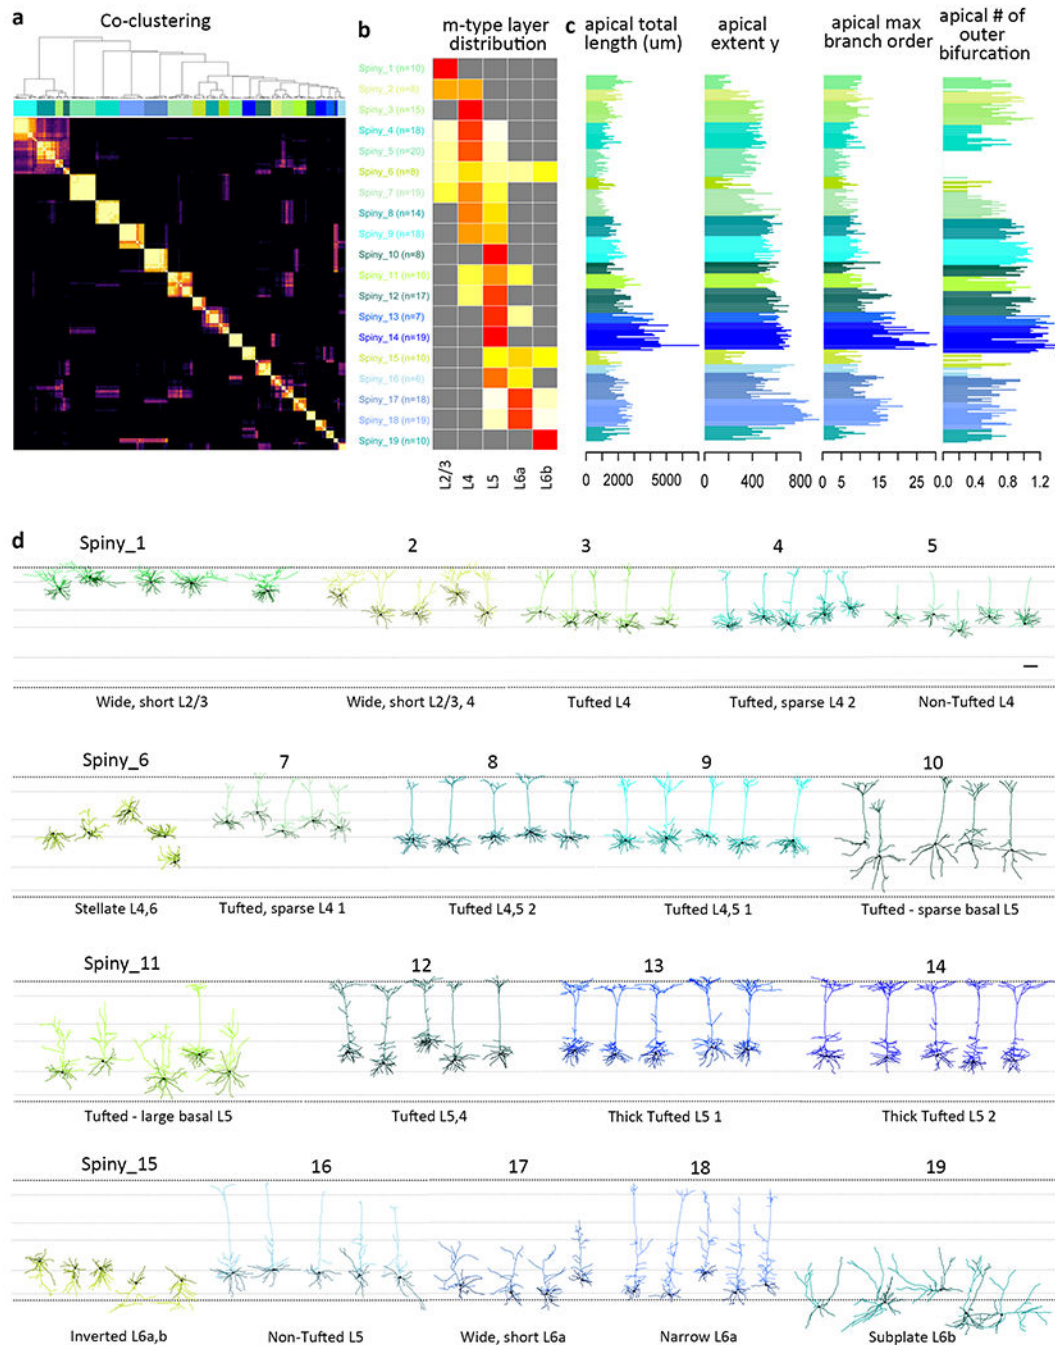 a
Co-clustering
b
m-type layer
distribution
Spiny_1 (n=10)
Spiny_2 (n=8)
Spiny_3 (n=15)
Spiny_4 (n=18)
Spiny_5 (n=20)
Spiny_6 (n=8)
Spiny_7 (n=19)
Spiny_8 (n=14)
Spiny_9 (n=18)
Spiny_10 (n=8)
Spiny_11 (n=10)
Spiny_12 (n=17)
Spiny_13 (n=7)
Spiny_14 (n=19)
Spiny_15 (n=10)
Spiny_16 (n=6)
Spiny_17 (n=18)
Spiny_18 (n=19)
Spiny_19 (n=10)
L2/3 L4 L5 L6a L6b
c
apical total
length (um)
0 2000 5000
apical
extent y
0 400 800
apical max
branch order
0 5 15 25
apical # of
outer
bifurcation
0.0 0.4 0.8 1.2
d
Spiny_1 2 3 4 5
Wide, short L2/3 Wide, short L2/3, 4 Tufted L4 Tufted, sparse L4 2 Non-Tufted L4
Spiny_6 7 8 9 10
Stellate L4,6 Tufted, sparse L4 1 Tufted L4,5 2 Tufted L4,5 1 Tufted - sparse basal L5
Spiny_11 12 13 14
Tufted - large basal L5 Tufted L5,4 Thick Tufted L5 1 Thick Tufted L5 2
Spiny_15 16 17 18 19
Inverted L6a,b Non-Tufted L5 Wide, short L6a Narrow L6a Subplate L6b